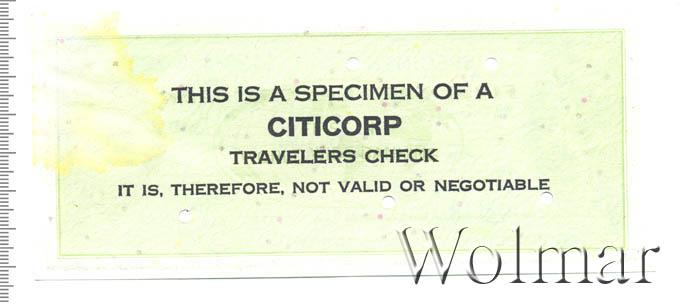 THIS IS A SPECIMEN OF A
CITICORP
TRAVELERS CHECK
IT IS, THEREFORE, NOT VALID OR NEGOTIABLE
Wolmar